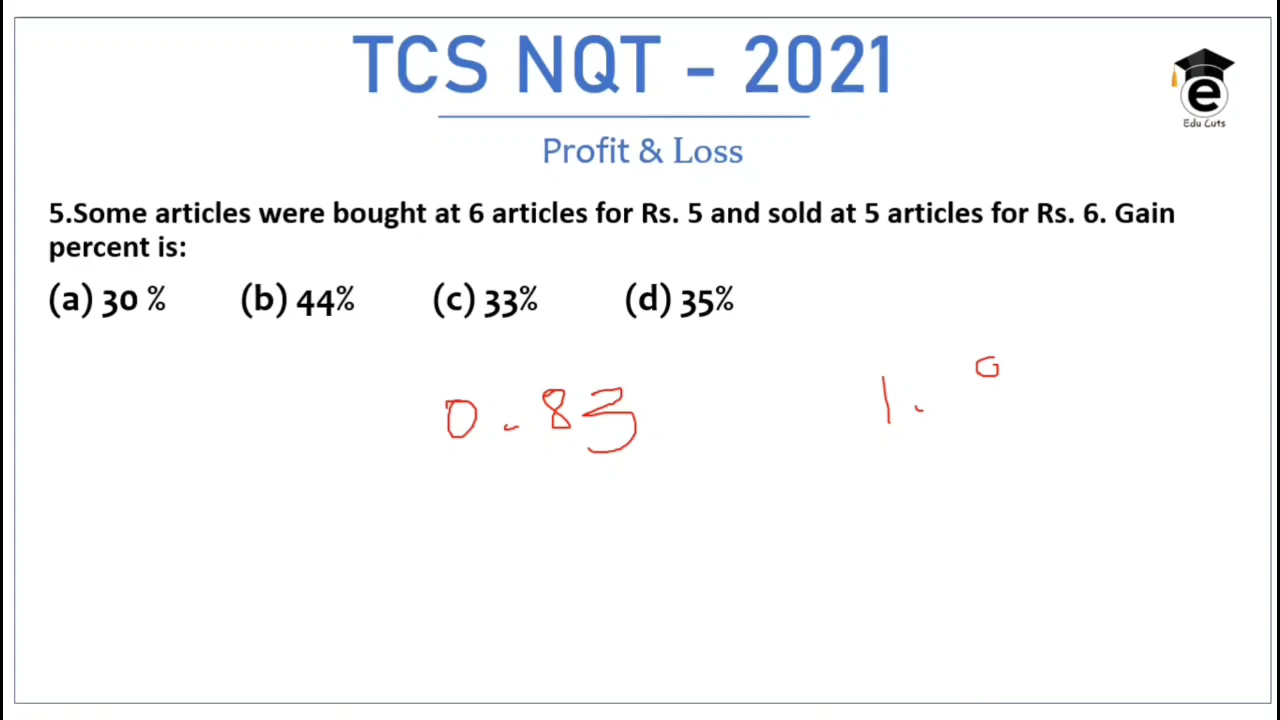 TCS NQT - 2021
e
Edu Cuts
Profit & Loss
5.Some articles were bought at 6 articles for Rs. 5 and sold at 5 articles for Rs. 6. Gain
percent is:
(a) 30 % (b) 44% (c) 33% (d) 35%
0.83 1.